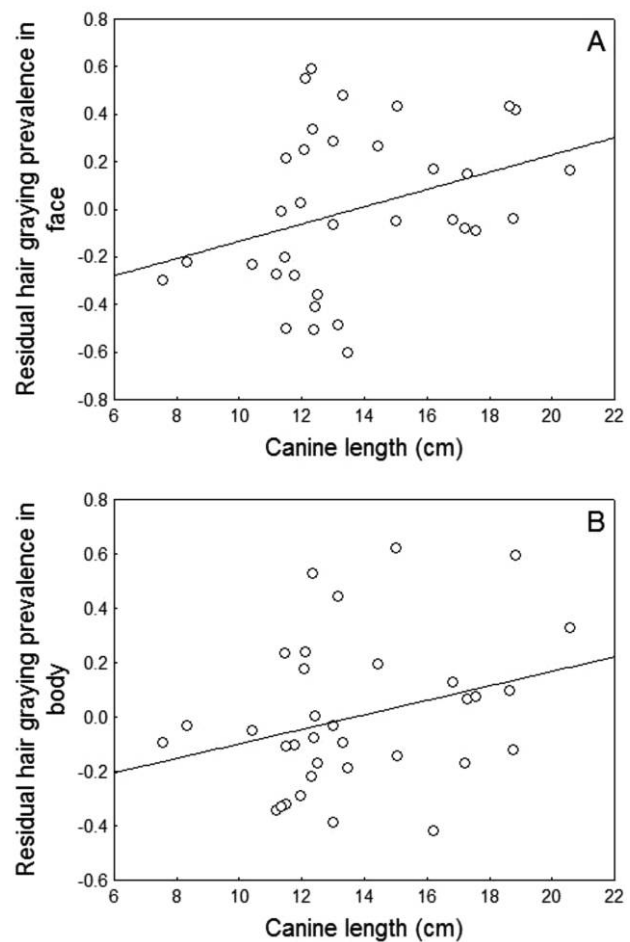 A
Residual hair graying prevalence in
face
0.8
0.6
0.4
0.2
0.0
-0.2
-0.4
-0.6
-0.8
6 8 10 12 14 16 18 20 22
Canine length (cm)
B
Residual hair graying prevalence in
body
0.8
0.6
0.4
0.2
0.0
-0.2
-0.4
-0.6
6 8 10 12 14 16 18 20 22
Canine length (cm)